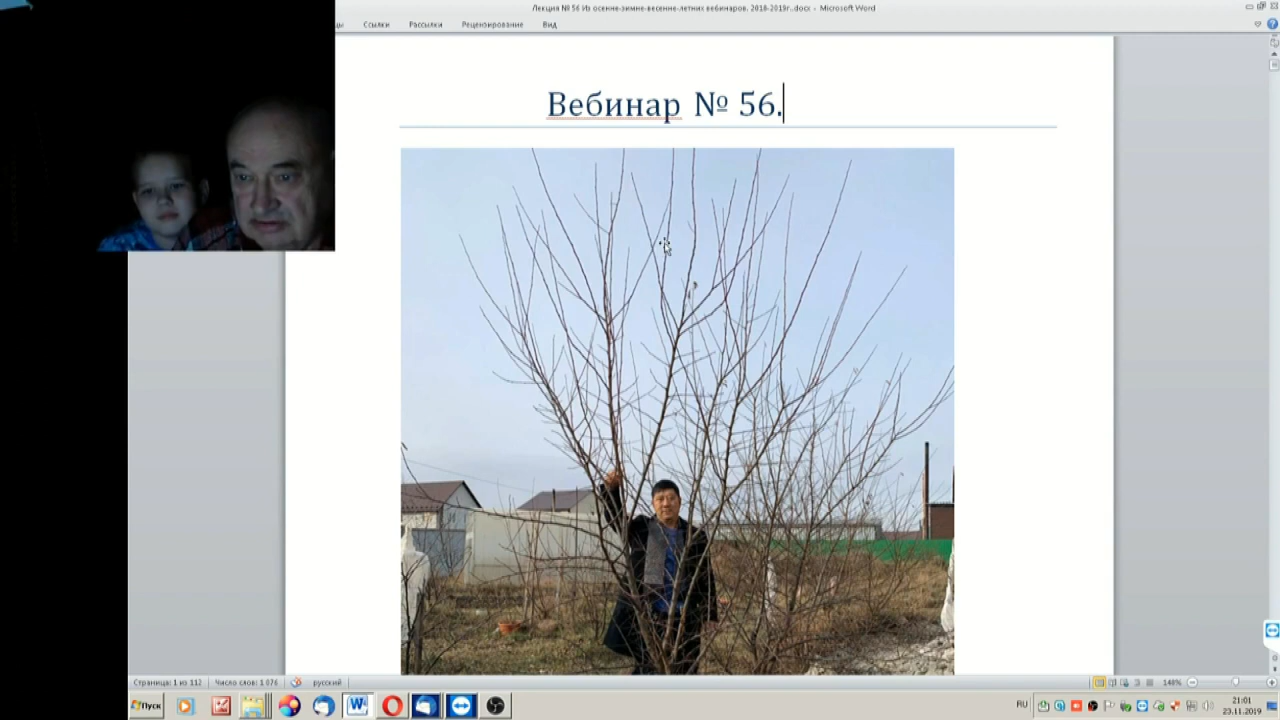 Лекция № 56 Из осенне-зимне-весенне-летних вебинаров. 2018-2019г..docx - Microsoft Word
Ссылки Рассылки Рецензирование Вид
Вебинар № 56.
Страница: 1 из 112 Число слов: 1 076 русский 148%
Пуск RU 21:01
23.11.2019